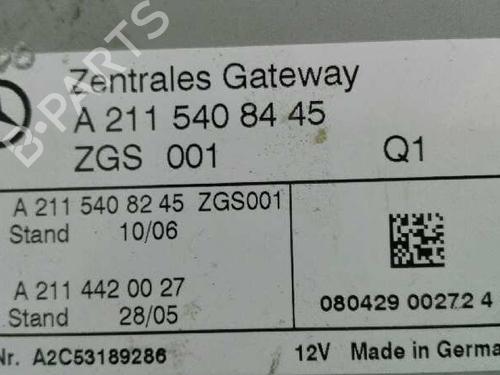 B-PARTS
Zentrales Gateway
A 211 540 84 45
ZGS 001 Q1
A 211 540 82 45 ZGS001
Stand 10/06
A 211 442 00 27
Stand 28/05
080429 00272 4
Nr. A2C53189286 12V Made in German